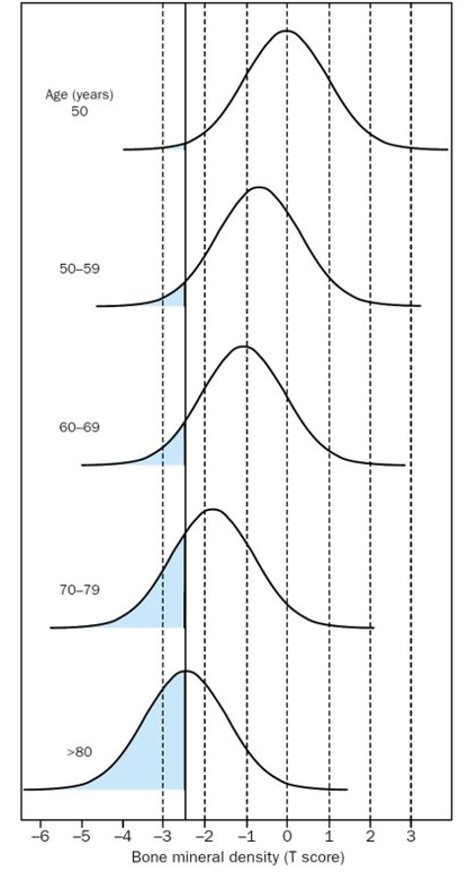 Age (years)
50
50–59
60–69
70–79
>80
–6 –5 –4 –3 –2 –1 0 1 2 3
Bone mineral density (T score)